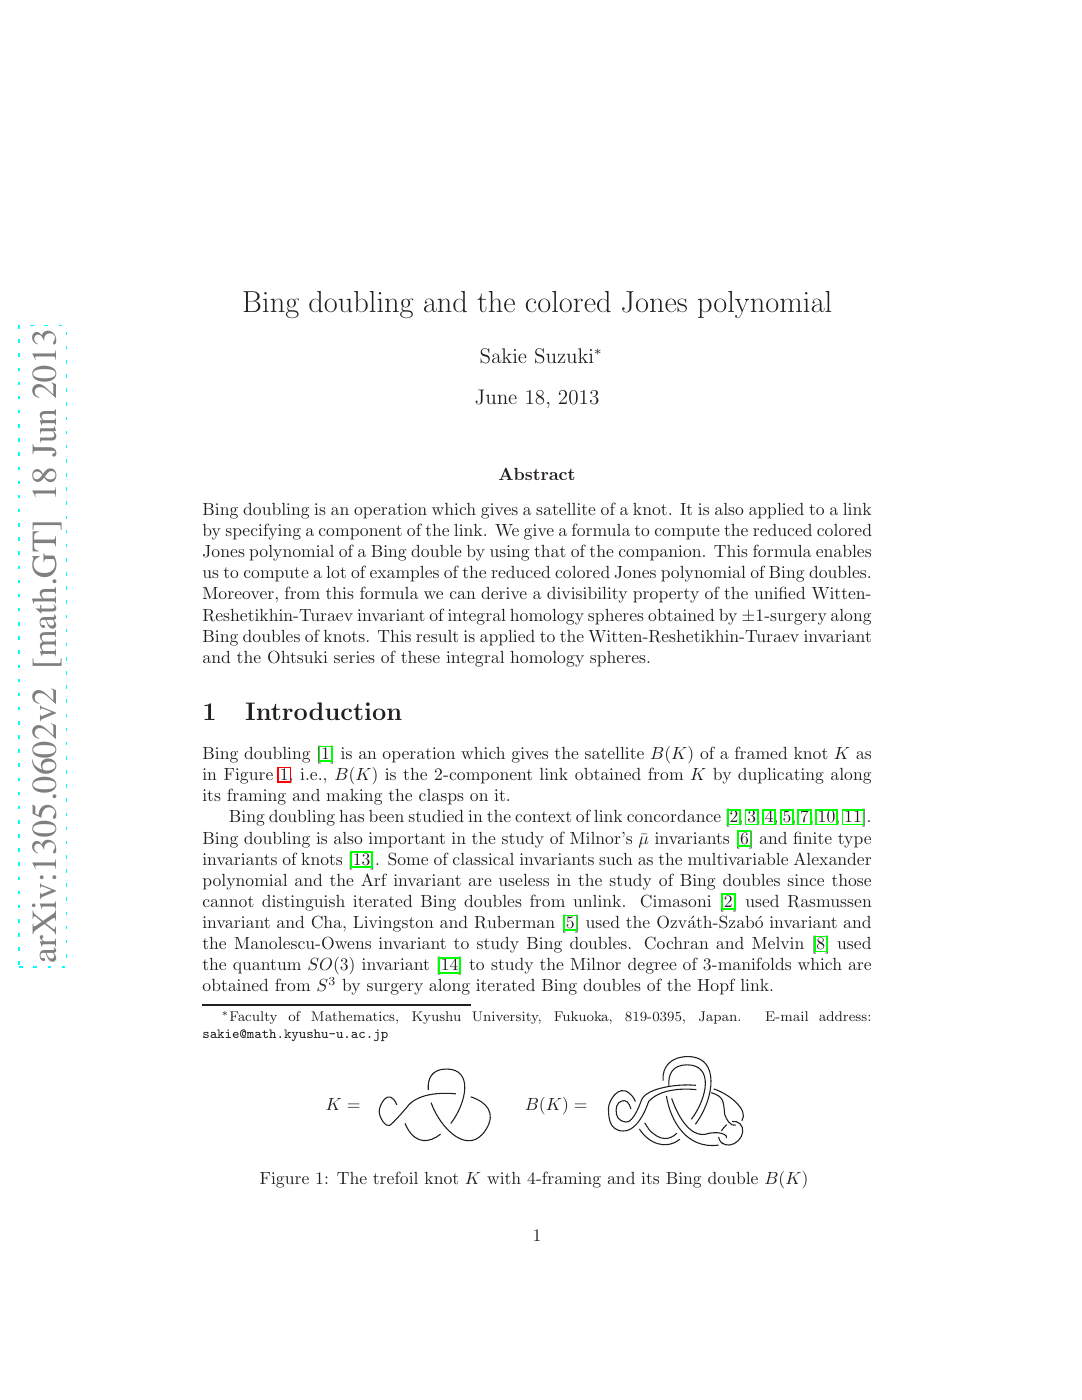 Bing doubling and the colored Jones polynomial
Sakie Suzuki*
June 18, 2013
Abstract
Bing doubling is an operation which gives a satellite of a knot. It is also applied to a link
by specifying a component of the link. We give a formula to compute the reduced colored
Jones polynomial of a Bing double by using that of the companion. This formula enables
us to compute a lot of examples of the reduced colored Jones polynomial of Bing doubles.
Moreover, from this formula we can derive a divisibility property of the unified Witten-
Reshetikhin-Turaev invariant of integral homology spheres obtained by ±1-surgery along
Bing doubles of knots. This result is applied to the Witten-Reshetikhin-Turaev invariant
and the Ohtsuki series of these integral homology spheres.
1 Introduction
Bing doubling [1] is an operation which gives the satellite B(K) of a framed knot K as
in Figure 1, i.e., B(K) is the 2-component link obtained from K by duplicating along
its framing and making the clasps on it.
Bing doubling has been studied in the context of link concordance [2, 3, 4, 5, 7, 10, 11].
Bing doubling is also important in the study of Milnor's μ̄ invariants [6] and finite type
invariants of knots [13]. Some of classical invariants such as the multivariable Alexander
polynomial and the Arf invariant are useless in the study of Bing doubles since those
cannot distinguish iterated Bing doubles from unlink. Cimasoni [2] used Rasmussen
invariant and Cha, Livingston and Ruberman [5] used the Ozváth-Szabó invariant and
the Manolescu-Owens invariant to study Bing doubles. Cochran and Melvin [8] used
the quantum SO(3) invariant [14] to study the Milnor degree of 3-manifolds which are
obtained from S³ by surgery along iterated Bing doubles of the Hopf link.
*Faculty of Mathematics, Kyushu University, Fukuoka, 819-0395, Japan. E-mail address:
sakie@math.kyushu-u.ac.jp
K = B(K) =
Figure 1: The trefoil knot K with 4-framing and its Bing double B(K)
1
arXiv:1305.0602v2 [math.GT] 18 Jun 2013